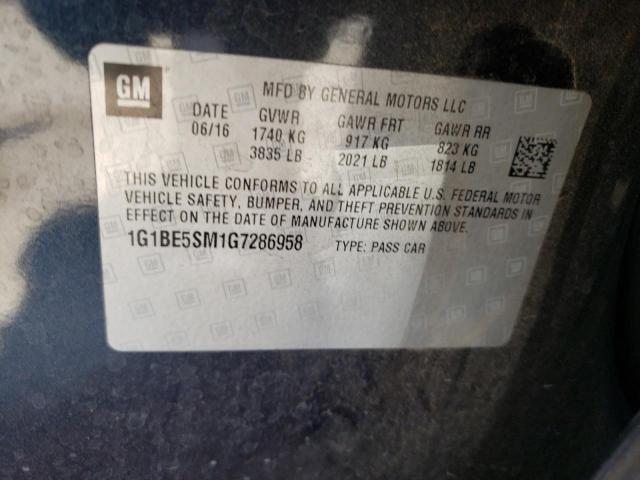 GM
MFD BY GENERAL MOTORS LLC
DATE GVWR GAWR FRT GAWR RR
06/16 1740 KG 917 KG 823 KG
3835 LB 2021 LB 1814 LB
THIS VEHICLE CONFORMS TO ALL APPLICABLE U.S. FEDERAL MOTOR
VEHICLE SAFETY, BUMPER, AND THEFT PREVENTION STANDARDS IN
EFFECT ON THE DATE OF MANUFACTURE SHOWN ABOVE.
1G1BE5SM1G7286958 TYPE: PASS CAR